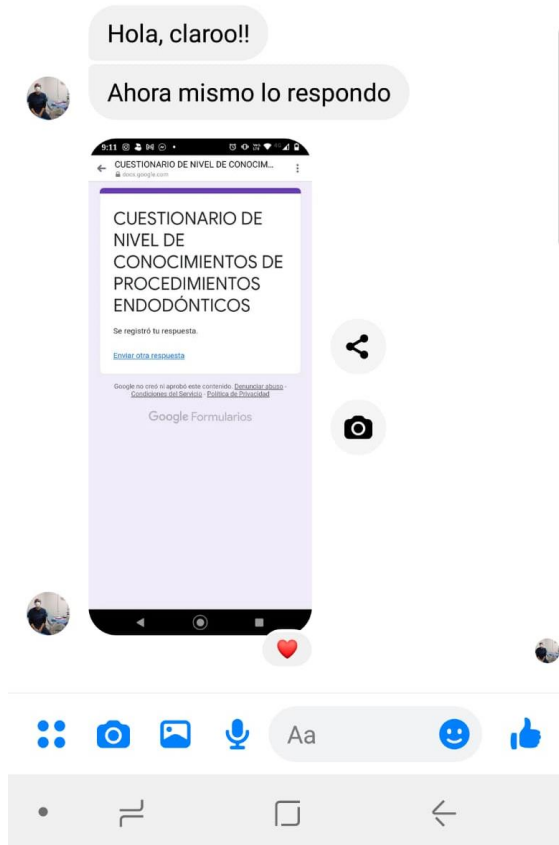 Hola, claroo!!
Ahora mismo lo respondo
9:11
CUESTIONARIO DE NIVEL DE CONOCIM...
docs.google.com
CUESTIONARIO DE
NIVEL DE
CONOCIMIENTOS DE
PROCEDIMIENTOS
ENDODÓNTICOS
Se registró tu respuesta.
Enviar otra respuesta
Google no creó ni aprobó este contenido. Denunciar abuso -
Condiciones del Servicio - Política de Privacidad
Google Formularios
Aa